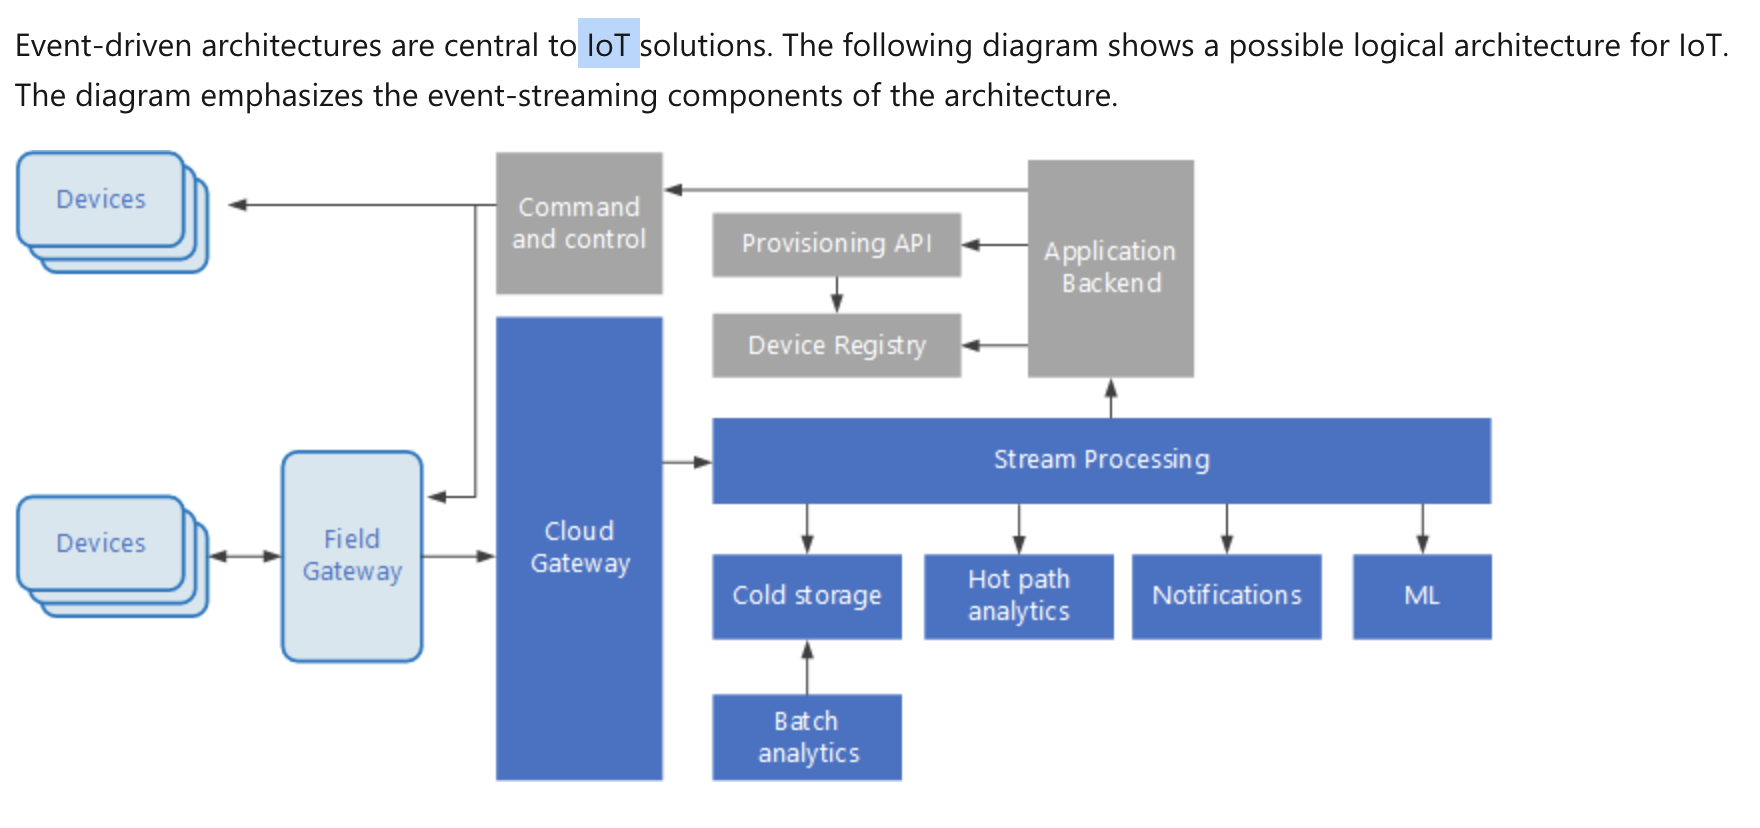 Event-driven architectures are central to IoT solutions. The following diagram shows a possible logical architecture for IoT.
The diagram emphasizes the event-streaming components of the architecture.
Devices
Command
and control
Provisioning API
Application
Backend
Device Registry
Stream Processing
Devices
Field
Gateway
Cloud
Gateway
Cold storage
Hot path
analytics
Notifications
ML
Batch
analytics